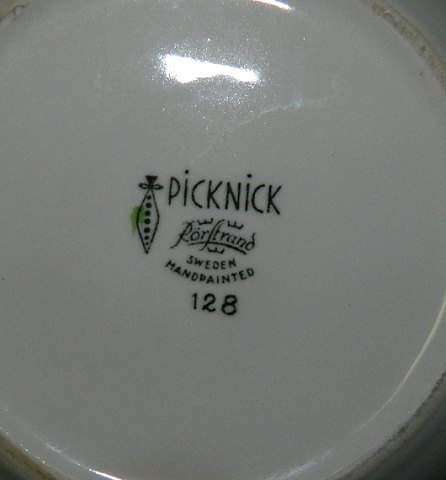 PiCKNiCK
Rörstrand
SWEDEN
HANDPAINTED
128